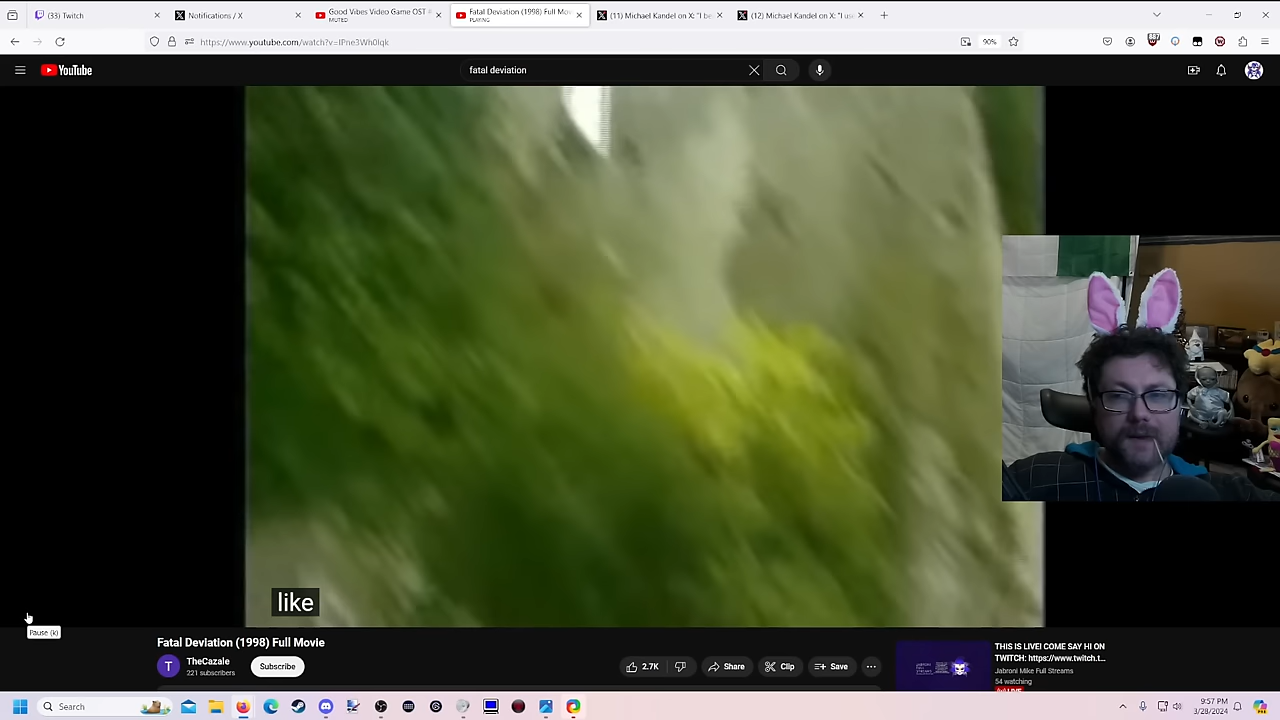 (33) Twitch
Notifications / X
Good Vibes Video Game OST
MUTED
Fatal Deviation (1998) Full Mov
PLAYING
(11) Michael Kandel on X: "I be
(12) Michael Kandel on X: "I use
https://www.youtube.com/watch?v=IPne3Wh0lqk
90%
YouTube
fatal deviation
like
Pause (k)
Fatal Deviation (1998) Full Movie
T
TheCazale
221 subscribers
Subscribe
2.7K
Share
Clip
Save
THIS IS LIVE! COME SAY HI ON
TWITCH: https://www.twitch.t...
Jabroni Mike Full Streams
54 watching
LIVE
Search
9:57 PM
3/28/2024